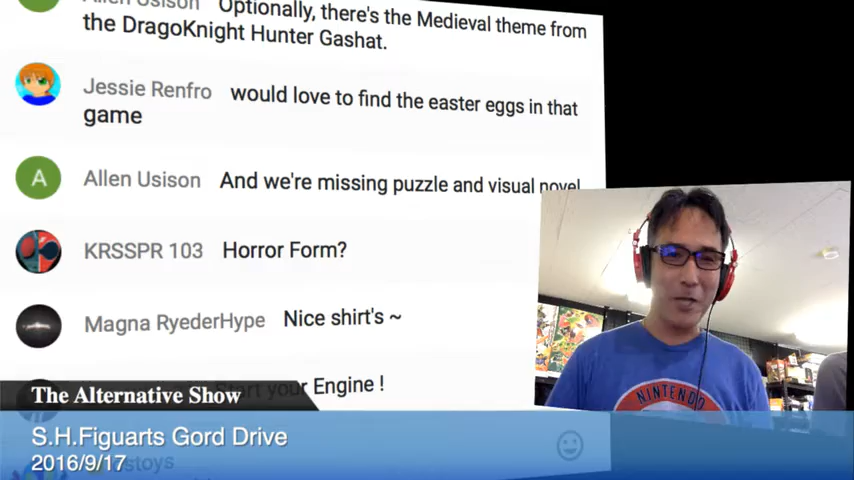 Allen Usison Optionally, there's the Medieval theme from
the DragoKnight Hunter Gashat.
Jessie Renfro would love to find the easter eggs in that
game
A Allen Usison And we're missing puzzle and visual novel
KRSSPR 103 Horror Form?
Magna RyederHype Nice shirt's ~
Start your Engine !
The Alternative Show
S.H.Figuarts Gord Drive
2016/9/17
NINTENDO